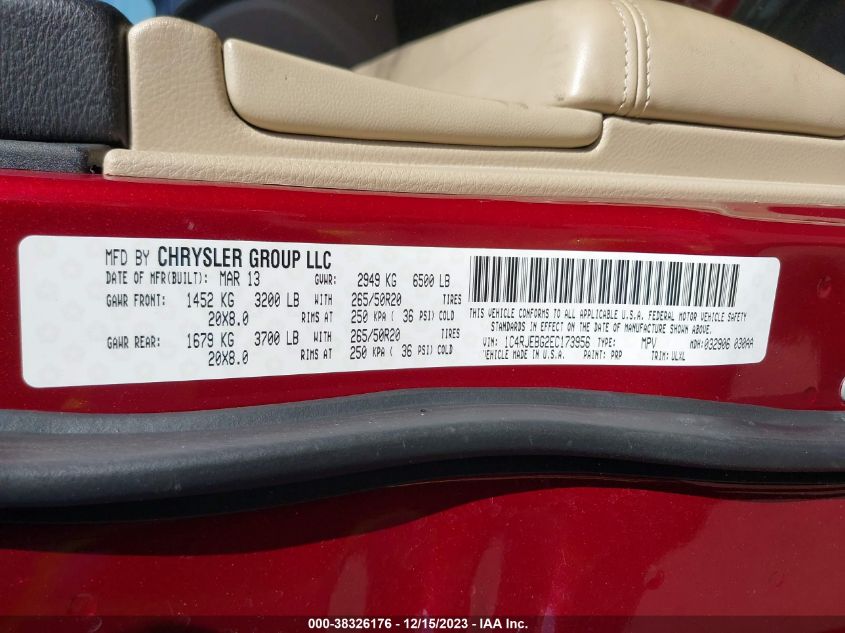 MFD BY CHRYSLER GROUP LLC
DATE OF MFR(BUILT): MAR 13 GVWR: 2949 KG 6500 LB
GAWR FRONT: 1452 KG 3200 LB WITH 265/50R20 TIRES
20X8.0 RIMS AT 250 KPA ( 36 PSI) COLD
GAWR REAR: 1679 KG 3700 LB WITH 265/50R20 TIRES
20X8.0 RIMS AT 250 KPA ( 36 PSI) COLD
THIS VEHICLE CONFORMS TO ALL APPLICABLE U.S.A. FEDERAL MOTOR VEHICLE SAFETY
STANDARDS IN EFFECT ON THE DATE OF MANUFACTURE SHOWN ABOVE.
VIN: 1C4RJEBG2EC173956 TYPE: MPV MDH:032906 030AA
VEHICLE MADE IN U.S.A. PAINT: PRP TRIM: ULXL
000-38326176 - 12/15/2023 - IAA Inc.